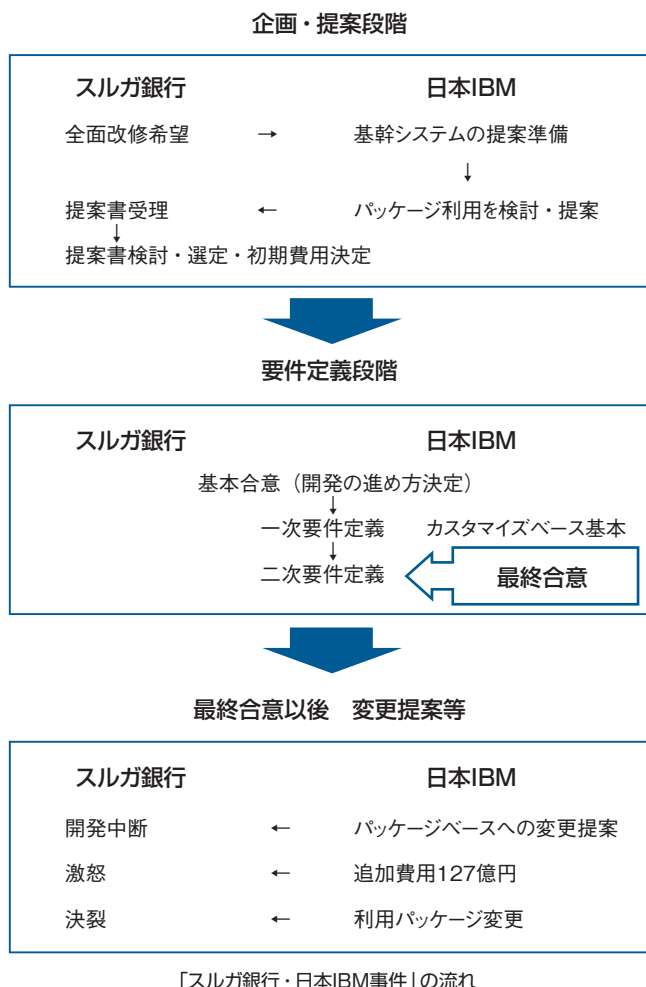 企画・提案段階
スルガ銀行 日本IBM
全面改修希望 → 基幹システムの提案準備
↓
提案書受理 ← パッケージ利用を検討・提案
↓
提案書検討・選定・初期費用決定
要件定義段階
スルガ銀行 日本IBM
基本合意（開発の進め方決定）
↓
一次要件定義 カスタマイズベース基本
↓
二次要件定義 最終合意
最終合意以後　変更提案等
スルガ銀行 日本IBM
開発中断 ← パッケージベースへの変更提案
激怒 ← 追加費用127億円
決裂 ← 利用パッケージ変更
「スルガ銀行・日本IBM事件」の流れ